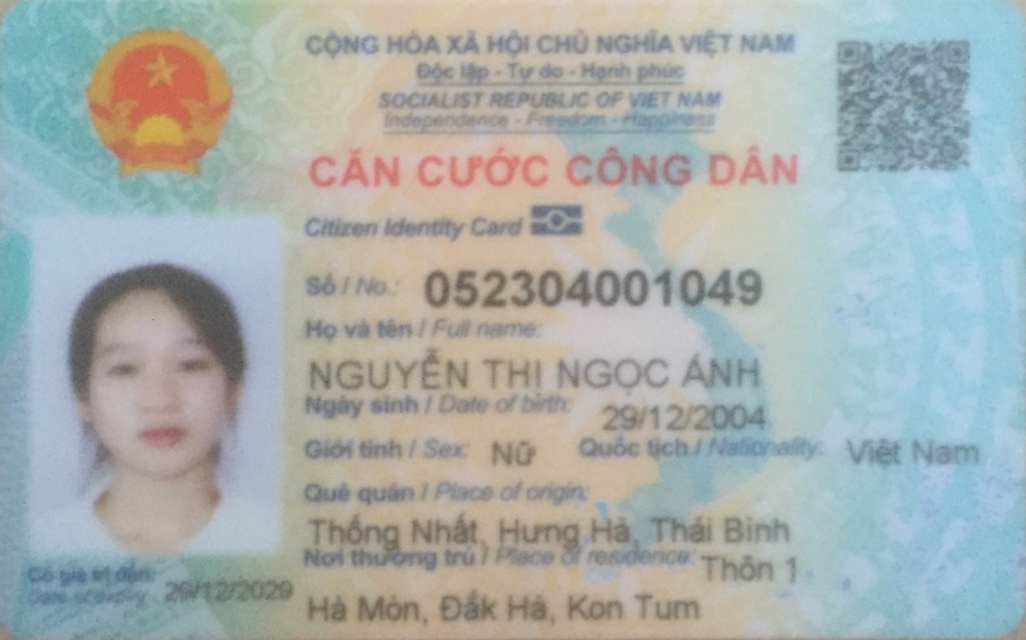 CỘNG HÒA XÃ HỘI CHỦ NGHĨA VIỆT NAM
Độc lập - Tự do - Hạnh phúc
SOCIALIST REPUBLIC OF VIET NAM
Independence - Freedom - Happiness
CĂN CƯỚC CÔNG DÂN
Citizen Identity Card
Số / No.: 052304001049
Họ và tên / Full name:
NGUYỄN THỊ NGỌC ÁNH
Ngày sinh / Date of birth: 29/12/2004
Giới tính / Sex: Nữ Quốc tịch / Nationality: Việt Nam
Quê quán / Place of origin:
Thống Nhất, Hưng Hà, Thái Bình
Nơi thường trú / Place of residence: Thôn 1
Hà Mòn, Đắk Hà, Kon Tum
Có giá trị đến: 29/12/2029
Date of expiry